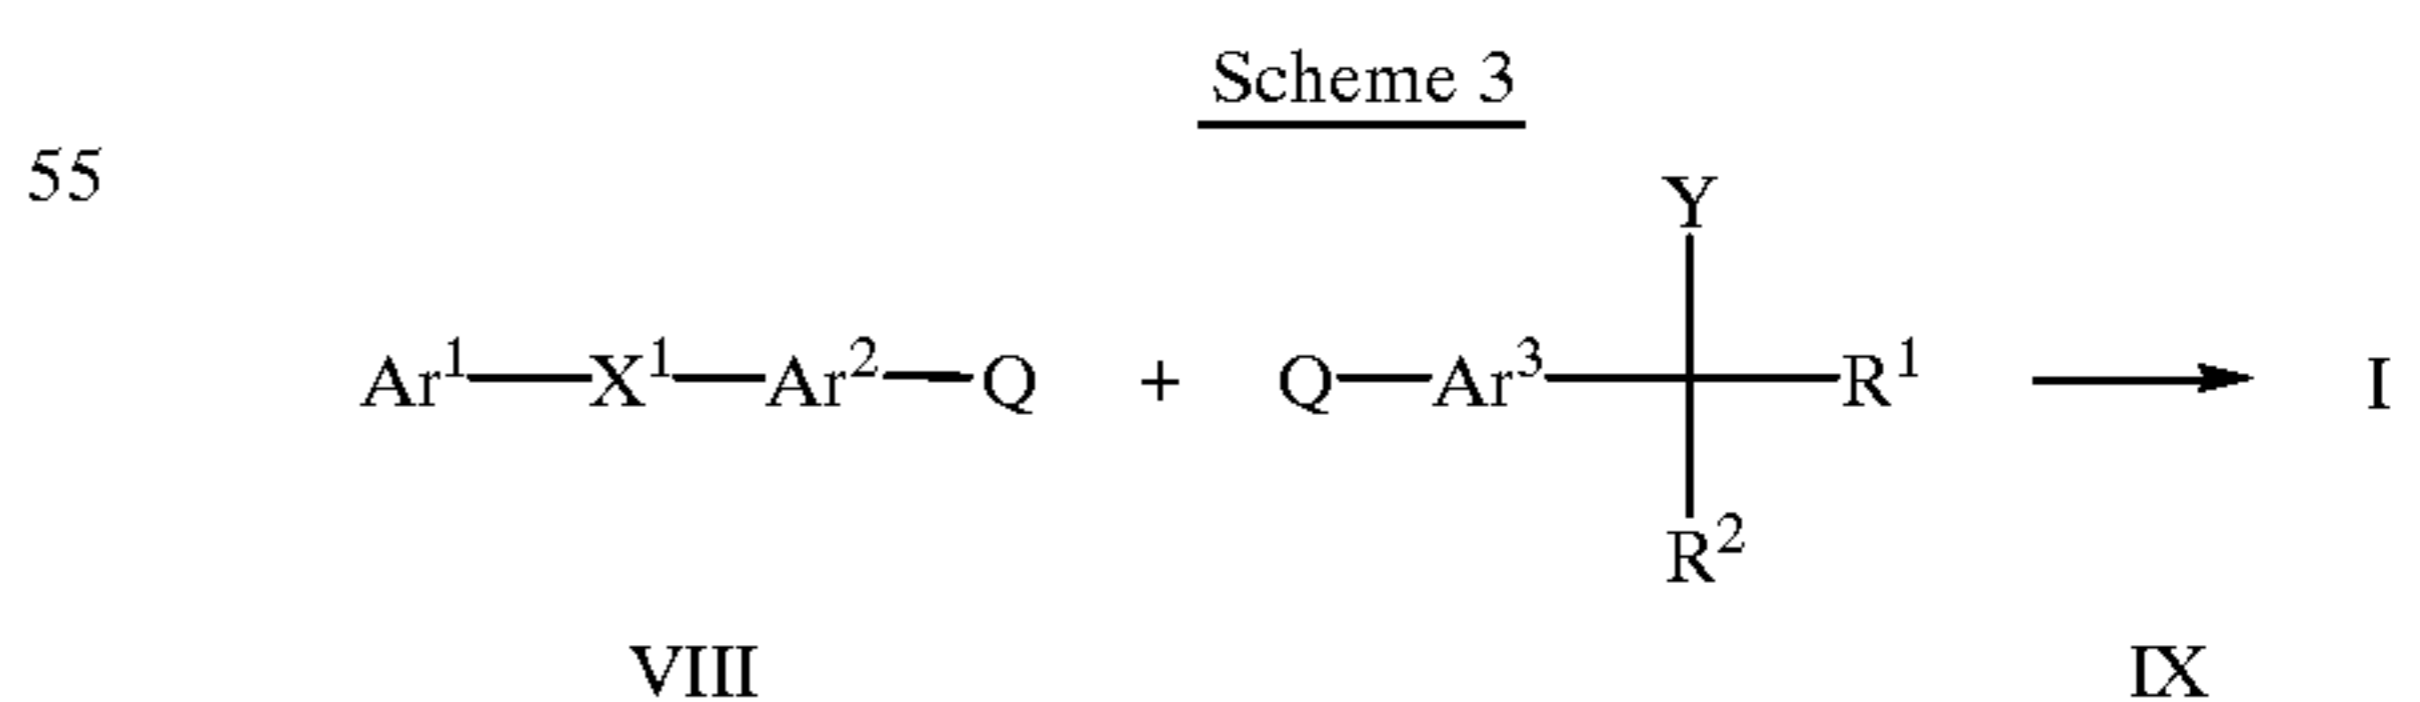 Scheme 3
55
Y
Ar¹—X¹—Ar²—Q + Q—Ar³ R¹ I
R²
VIII IX